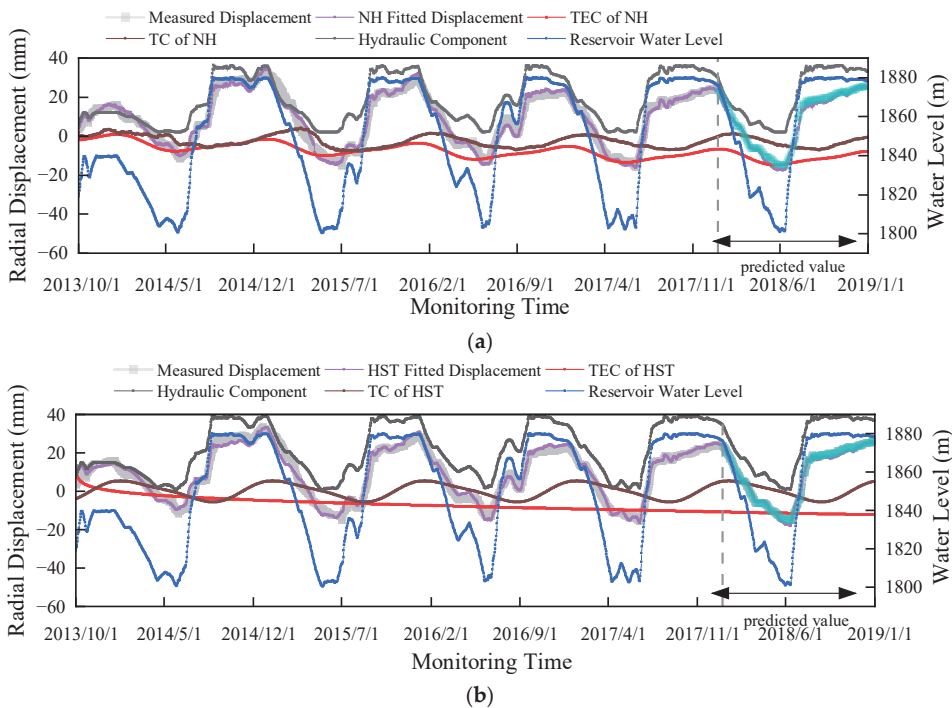 Measured Displacement NH Fitted Displacement TEC of NH
TC of NH Hydraulic Component Reservoir Water Level
Radial Displacement (mm)
40
20
0
−20
−40
−60
1880
1860
1840
1820
1800
Water Level (m)
predicted value
2013/10/1 2014/5/1 2014/12/1 2015/7/1 2016/2/1 2016/9/1 2017/4/1 2017/11/1 2018/6/1 2019/1/1
Monitoring Time
(a)
Measured Displacement HST Fitted Displacement TEC of HST
Hydraulic Component TC of HST Reservoir Water Level
Radial Displacement (mm)
40
20
0
−20
−40
−60
1880
1860
1840
1820
1800
Water Level (m)
predicted value
2013/10/1 2014/5/1 2014/12/1 2015/7/1 2016/2/1 2016/9/1 2017/4/1 2017/11/1 2018/6/1 2019/1/1
Monitoring Time
(b)